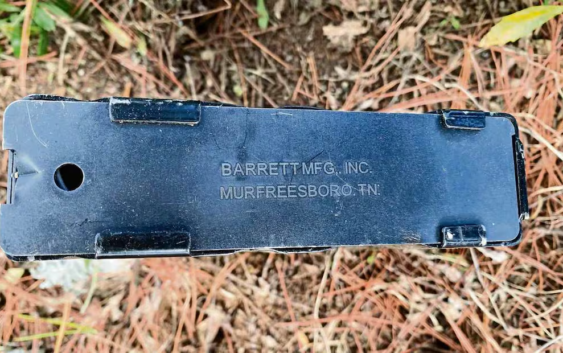 BARRETT MFG., INC.
MURFREESBORO, TN.